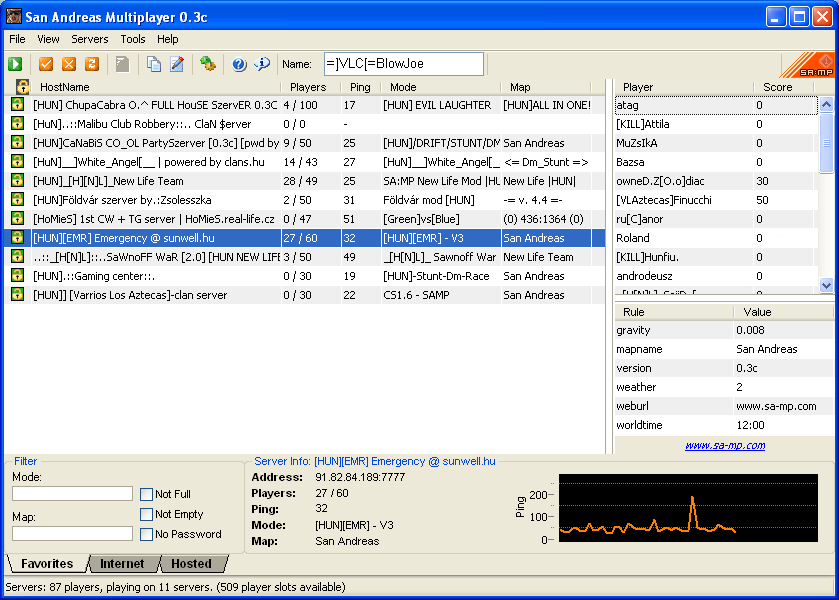 San Andreas Multiplayer 0.3c
File View Servers Tools Help
Name: =]VLC[=BlowJoe
SA:MP
HostName Players Ping Mode Map
[HUN] ChupaCabra O.^ FULL HouSE SzervER 0.3C 4 / 100 17 [HUN] EVIL LAUGHTER [HUN]ALL IN ONE!
[HUN]..::Malibu Club Robbery::.. ClaN $erver 0 / 0 -
[HUN]CaNaBiS CO_OL PartySzerver [0.3c] [pwd by 9 / 50 25 [HUN]/DRIFT/STUNT/DM San Andreas
[HuN]__]White_Angel[__ | powered by clans.hu 14 / 43 27 [HuN]__]White_Angel[_ <= Dm_Stunt =>
[HUN]_[H][N]L]_New Life Team 28 / 49 25 SA:MP New Life Mod |HU New Life |HUN|
[HUN]Földvár szerver by.:Zsolesszka 2 / 50 31 Földvár mod [HUN] -= v. 4.4 =-
[HoMieS] 1st CW + TG server | HoMieS.real-life.cz 0 / 47 51 [Green]vs[Blue] (0) 436:1364 (0)
[HUN][EMR] Emergency @ sunwell.hu 27 / 60 32 [HUN][EMR] - V3 San Andreas
..::_[H[N]L]::..SaWnoFF WaR [2.0] [HUN NEW LIF 3 / 50 49 _[H[N]L]_ Sawnoff War New Life Team
[HUN].::Gaming center::. 0 / 30 19 [HUN]-Stunt-Dm-Race San Andreas
[HUN]] [Varrios Los Aztecas]-clan server 0 / 30 22 CS1.6 - SAMP San Andreas
Player Score
atag 0
[KILL]Attila 0
MuZsIkA 0
Bazsa 0
owneD.Z[O.o]diac 30
[VLAztecas]Finucchi 50
ru[C]anor 0
Roland 0
[KILL]Hunfiu. 0
androdeusz 0
Rule Value
gravity 0.008
mapname San Andreas
version 0.3c
weather 2
weburl www.sa-mp.com
worldtime 12:00
www.sa-mp.com
Filter
Mode:
Map:
Not Full
Not Empty
No Password
Server Info: [HUN][EMR] Emergency @ sunwell.hu
Address: 91.82.84.189:7777
Players: 27 / 60
Ping: 32
Mode: [HUN][EMR] - V3
Map: San Andreas
Ping
200
100
0
Favorites Internet Hosted
Servers: 87 players, playing on 11 servers. (509 player slots available)